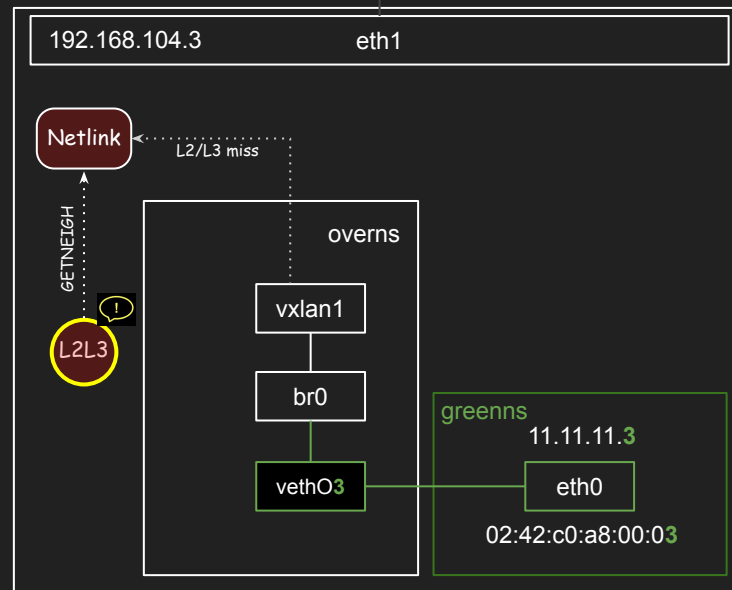 192.168.104.3 eth1
Netlink
L2/L3 miss
GETNEIGH
overns
!
vxlan1
L2L3
br0
greenns
11.11.11.3
vethO3
eth0
02:42:c0:a8:00:03